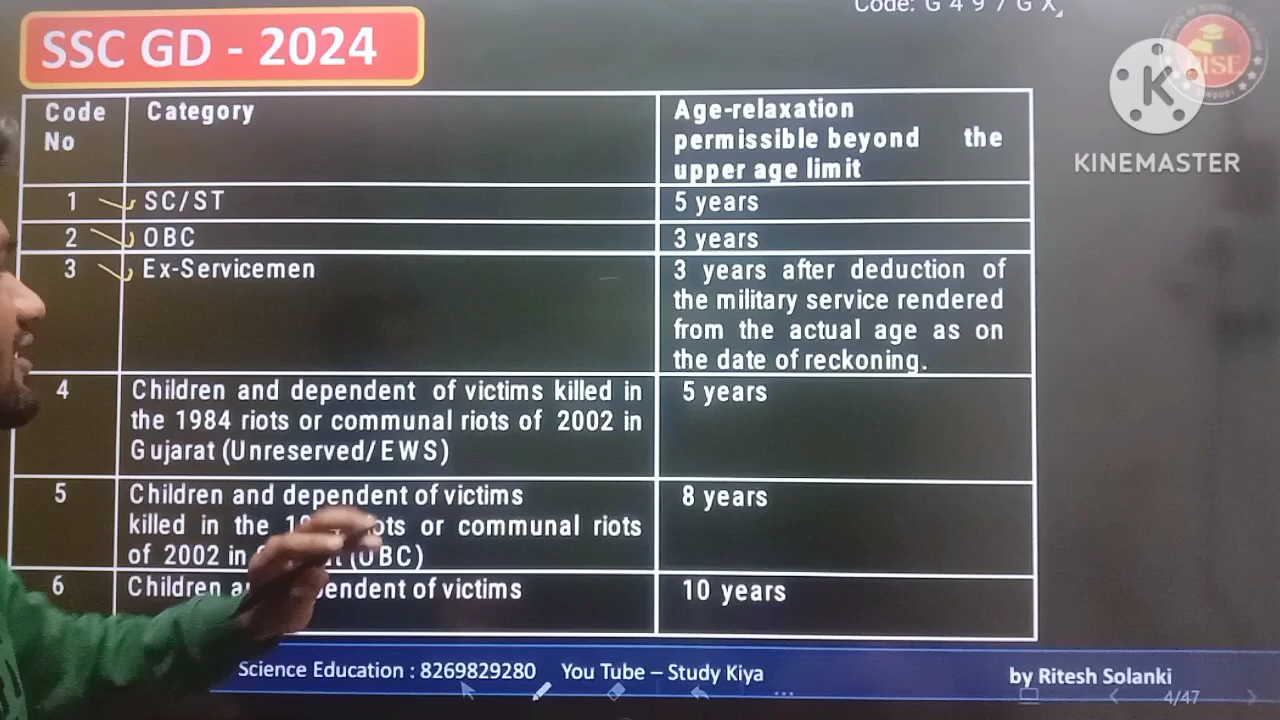 Code: G 4 9 7 G X
SSC GD - 2024
KINEMASTER
Code No
Category
Age-relaxation
permissible beyond the
upper age limit
1
SC/ST
5 years
2
OBC
3 years
3
Ex-Servicemen
3 years after deduction of
the military service rendered
from the actual age as on
the date of reckoning.
4
Children and dependent of victims killed in
the 1984 riots or communal riots of 2002 in
Gujarat (Unreserved/EWS)
5 years
5
Children and dependent of victims
killed in the riots or communal riots
of 2002 in (OBC)
8 years
6
Children of victims
10 years
Science Education : 8269829280 You Tube – Study Kiya
by Ritesh Solanki
4/47